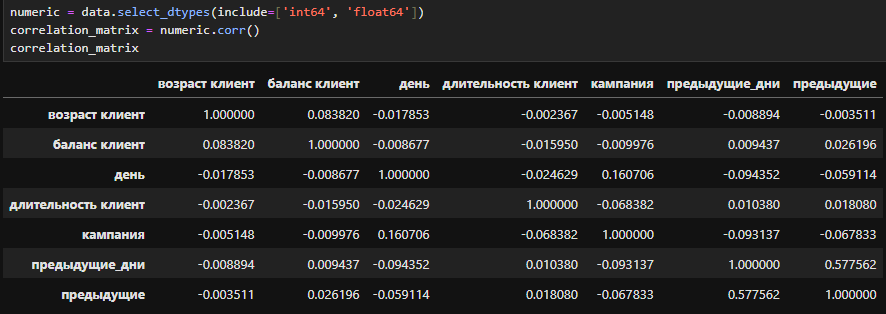 numeric = data.select_dtypes(include=['int64', 'float64'])
correlation_matrix = numeric.corr()
correlation_matrix
возраст клиент баланс клиент день длительность клиент кампания предыдущие_дни предыдущие
возраст клиент 1.000000 0.083820 -0.017853 -0.002367 -0.005148 -0.008894 -0.003511
баланс клиент 0.083820 1.000000 -0.008677 -0.015950 -0.009976 0.009437 0.026196
день -0.017853 -0.008677 1.000000 -0.024629 0.160706 -0.094352 -0.059114
длительность клиент -0.002367 -0.015950 -0.024629 1.000000 -0.068382 0.010380 0.018080
кампания -0.005148 -0.009976 0.160706 -0.068382 1.000000 -0.093137 -0.067833
предыдущие_дни -0.008894 0.009437 -0.094352 0.010380 -0.093137 1.000000 0.577562
предыдущие -0.003511 0.026196 -0.059114 0.018080 -0.067833 0.577562 1.000000